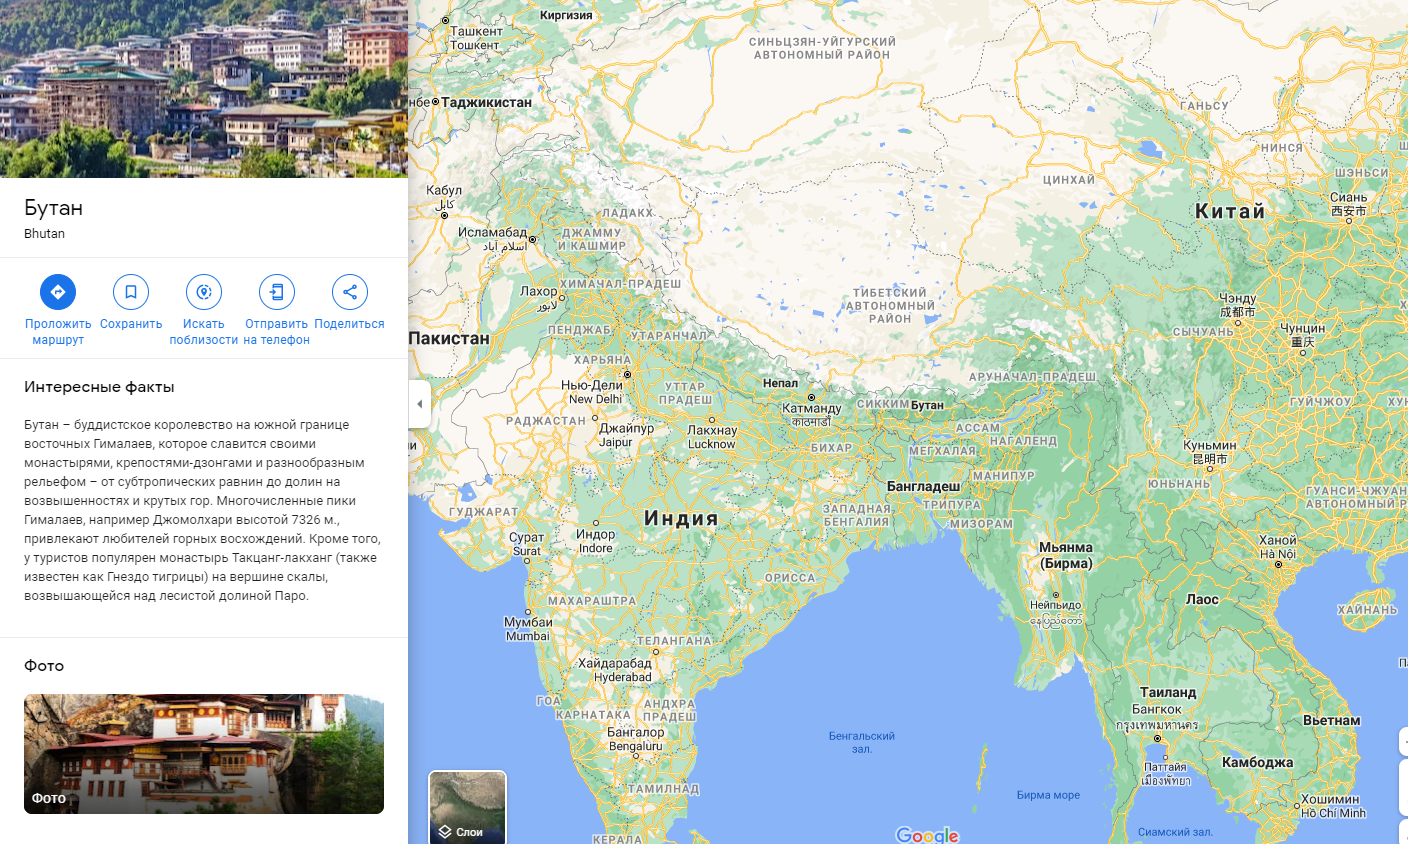 Бутан
Bhutan
Проложить
маршрут
Сохранить
Искать
поблизости
Отправить
на телефон
Поделиться
Интересные факты
Бутан – буддистское королевство на южной границе
восточных Гималаев, которое славится своими
монастырями, крепостями-дзонгами и разнообразным
рельефом – от субтропических равнин до долин на
возвышенностях и крутых гор. Многочисленные пики
Гималаев, например Джомолхари высотой 7326 м.,
привлекают любителей горных восхождений. Кроме того,
у туристов популярен монастырь Такцанг-лакханг (также
известен как Гнездо тигрицы) на вершине скалы,
возвышающейся над лесистой долиной Паро.
Фото
Фото
Киргизия
Ташкент
Тошкент
СИНЬЦЗЯН-УЙГУРСКИЙ
АВТОНОМНЫЙ РАЙОН
нбе
Таджикистан
ГАНЬСУ
НИНСЯ
ШЭНЬСИ
ЦИНХАЙ
Кабул
کابل
ЛАДАКХ
Китай
Сиань
西安市
Исламабад
اسلام آباد
ДЖАММУ
И КАШМИР
Лахор
لاہور
ХИМАЧАЛ-ПРАДЕШ
ТИБЕТСКИЙ
АВТОНОМНЫЙ
РАЙОН
Чэнду
成都市
СЫЧУАНЬ
Чунцин
重庆
Пакистан
ПЕНДЖАБ
УТАРАНЧАЛ
ХАРЬЯНА
Нью-Дели
New Delhi
УТТАР
ПРАДЕШ
Непал
Катманду
काठमाडौं
СИККИМ
Бутан
АРУНАЧАЛ-ПРАДЕШ
ГУЙЧЖОУ
ХУН
РАДЖАСТАН
Джайпур
Jaipur
Лакхнау
Lucknow
АССАМ
НАГАЛЕНД
БИХАР
МЕГХАЛАЯ
Куньмин
昆明市
МАНИПУР
ЮНЬНАНЬ
Бангладеш
ГУАНСИ-ЧЖУАН
АВТОНОМНЫЙ Р
ТРИПУРА
МИЗОРАМ
ЗАПАДНАЯ
БЕНГАЛИЯ
ГУДЖАРАТ
Индия
Индор
Indore
Сурат
Surat
Мьянма
(Бирма)
Ханой
Hà Nội
ОРИССА
МАХАРАШТРА
Нейпьидо
နေပြည်တော်
Лаос
ХАЙНАНЬ
Мумбаи
Mumbai
ТЕЛАНГАНА
Хайдарабад
Hyderabad
ГОА
КАРНАТАКА
АНДХРА
ПРАДЕШ
Таиланд
Бангкок
กรุงเทพมหานคร
Вьетнам
Бангалор
Bengaluru
Бенгальский
зал.
Камбоджа
Паттайя
เมืองพัทยา
ТАМИЛНАД
Бирма море
Хошимин
Hồ Chí Minh
Слои
Google
Сиамский зал.
КЕРАЛА